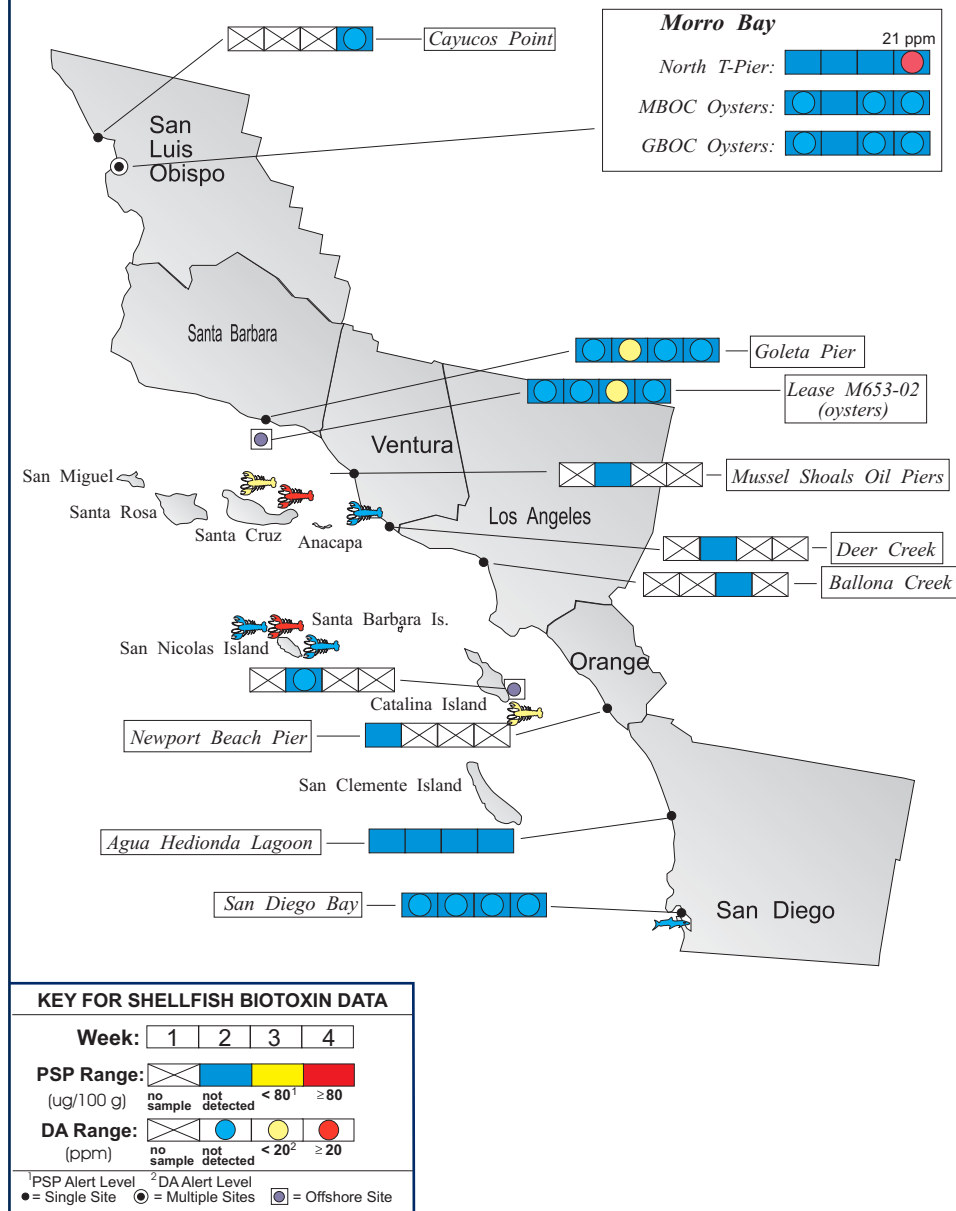 Cayucos Point
Morro Bay
21 ppm
North T-Pier:
MBOC Oysters:
GBOC Oysters:
San
Luis
Obispo
Santa Barbara
Goleta Pier
Lease M653-02
(oysters)
Ventura
Mussel Shoals Oil Piers
San Miguel
Santa Rosa
Santa Cruz
Anacapa
Los Angeles
Deer Creek
Ballona Creek
Santa Barbara Is.
San Nicolas Island
Orange
Catalina Island
Newport Beach Pier
San Clemente Island
Agua Hedionda Lagoon
San Diego Bay
San Diego
KEY FOR SHELLFISH BIOTOXIN DATA
Week: 1 2 3 4
PSP Range:
(ug/100 g)
no sample
not detected
< 80¹
≥80
DA Range:
(ppm)
no sample
not detected
< 20²
≥ 20
¹PSP Alert Level ²DA Alert Level
= Single Site = Multiple Sites = Offshore Site